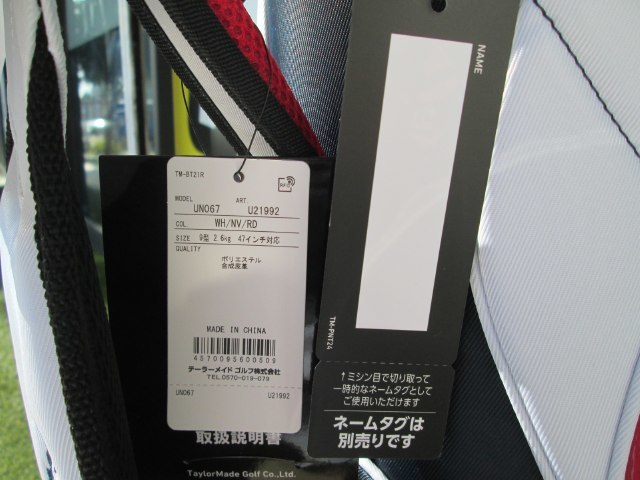 TM-BT21R
RFID
MODEL ART.
UN067 U21992
COL. WH/NV/RD
SIZE 9型 2.6kg 47インチ対応
QUALITY
ポリエステル
合成皮革
MADE IN CHINA
4570095600509
テーラーメイド ゴルフ株式会社
TEL 0570-019-079
UN067 U21992
取扱説明書
TaylorMade Golf Co.,Ltd.
NAME
TM-PNT24
↑ミシン目で切り取って
一時的なネームタグとして
ご使用いただけます
ネームタグは
別売りです